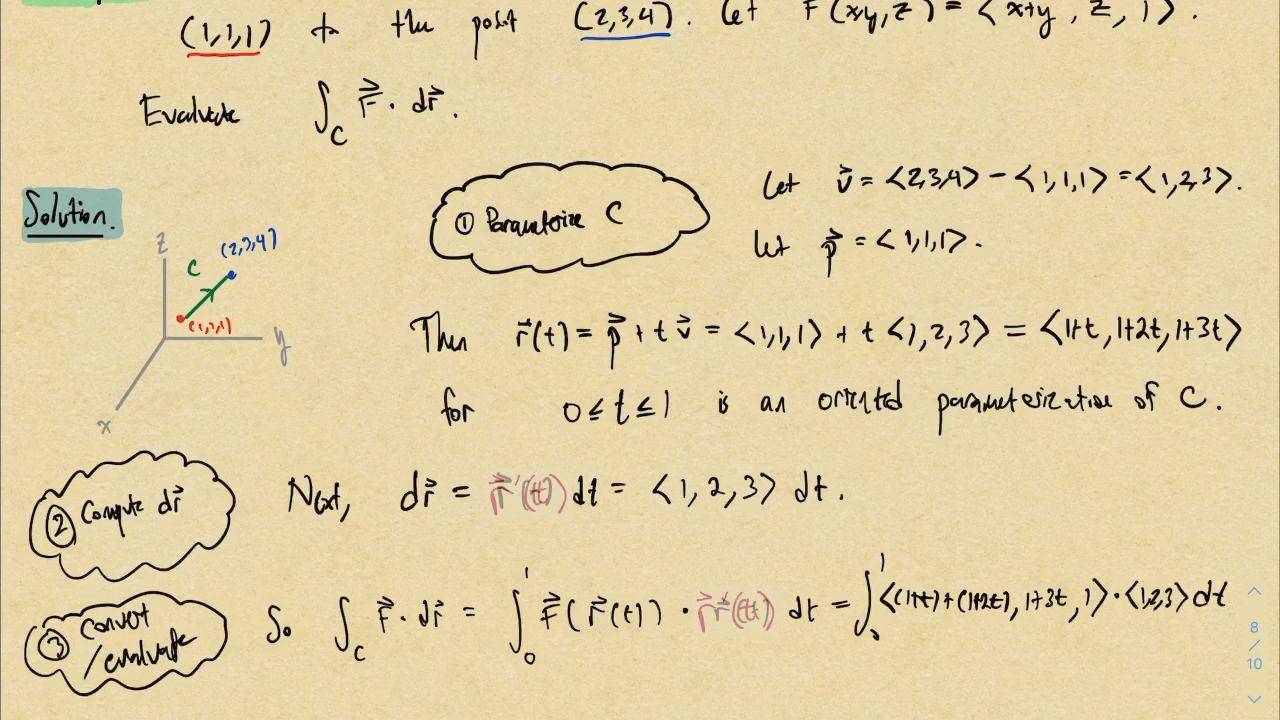 (1,1,1) to the point (2,3,4). Let F(x,y,z) = ⟨x+y, z, 1⟩.
Evaluate ∫_C F⃗ · dr⃗.
Solution.
z
(2,3,4)
C
(1,1,1)
y
x
① Parameterize C
Let v⃗ = ⟨2,3,4⟩ − ⟨1,1,1⟩ = ⟨1,2,3⟩.
Let p⃗ = ⟨1,1,1⟩.
Then r⃗(t) = p⃗ + t v⃗ = ⟨1,1,1⟩ + t⟨1,2,3⟩ = ⟨1+t, 1+2t, 1+3t⟩
for 0 ≤ t ≤ 1 is an oriented parameterization of C.
② Compute dr⃗
Next, dr⃗ = r⃗'(t) dt = ⟨1,2,3⟩ dt.
③ Convert
/evaluate
So ∫_C F⃗ · dr⃗ = ∫_0^1 F⃗(r⃗(t) · r⃗'(t) dt = ∫_0^1 ⟨(1+t)+(1+2t), 1+3t, 1⟩ · ⟨1,2,3⟩ dt
8
/
10